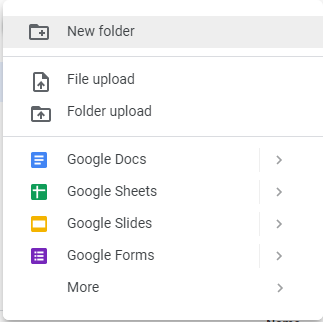 New folder
File upload
Folder upload
Google Docs
Google Sheets
Google Slides
Google Forms
More